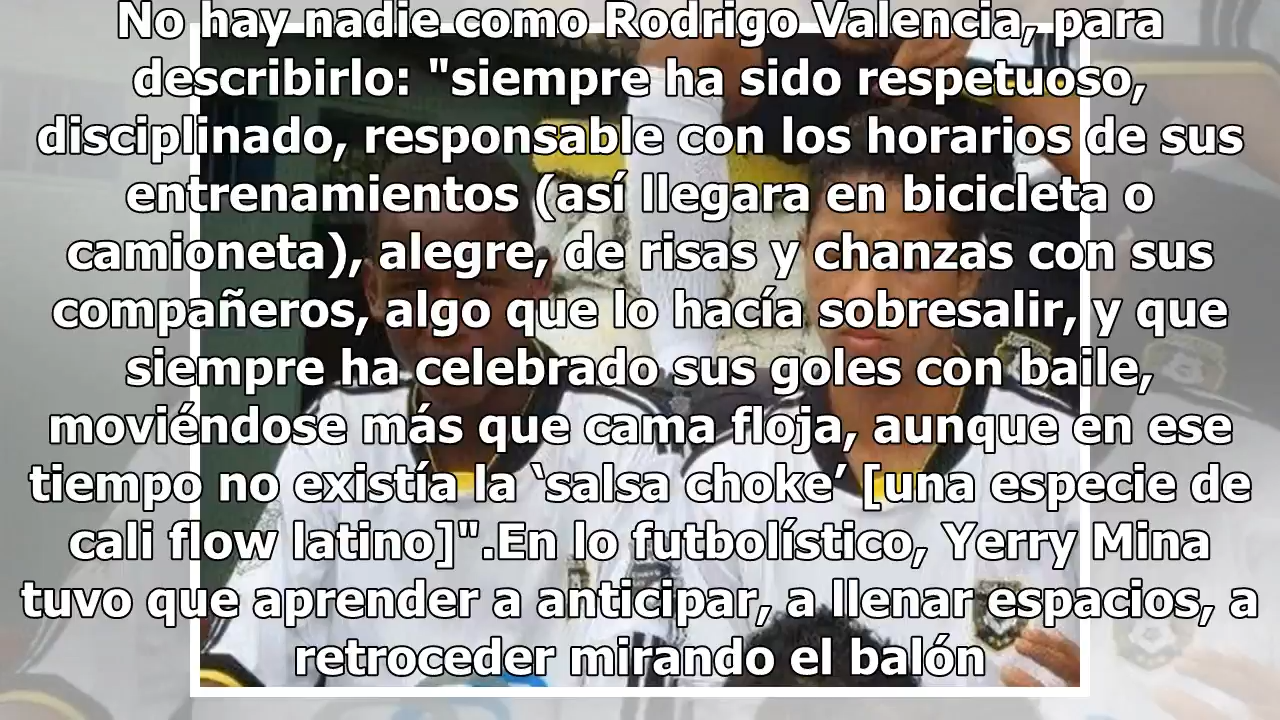 No hay nadie como Rodrigo Valencia, para
describirlo: "siempre ha sido respetuoso,
disciplinado, responsable con los horarios de sus
entrenamientos (así llegara en bicicleta o
camioneta), alegre, de risas y chanzas con sus
compañeros, algo que lo hacía sobresalir, y que
siempre ha celebrado sus goles con baile,
moviéndose más que cama floja, aunque en ese
tiempo no existía la ‘salsa choke’ [una especie de
cali flow latino]".En lo futbolístico, Yerry Mina
tuvo que aprender a anticipar, a llenar espacios, a
retroceder mirando el balón